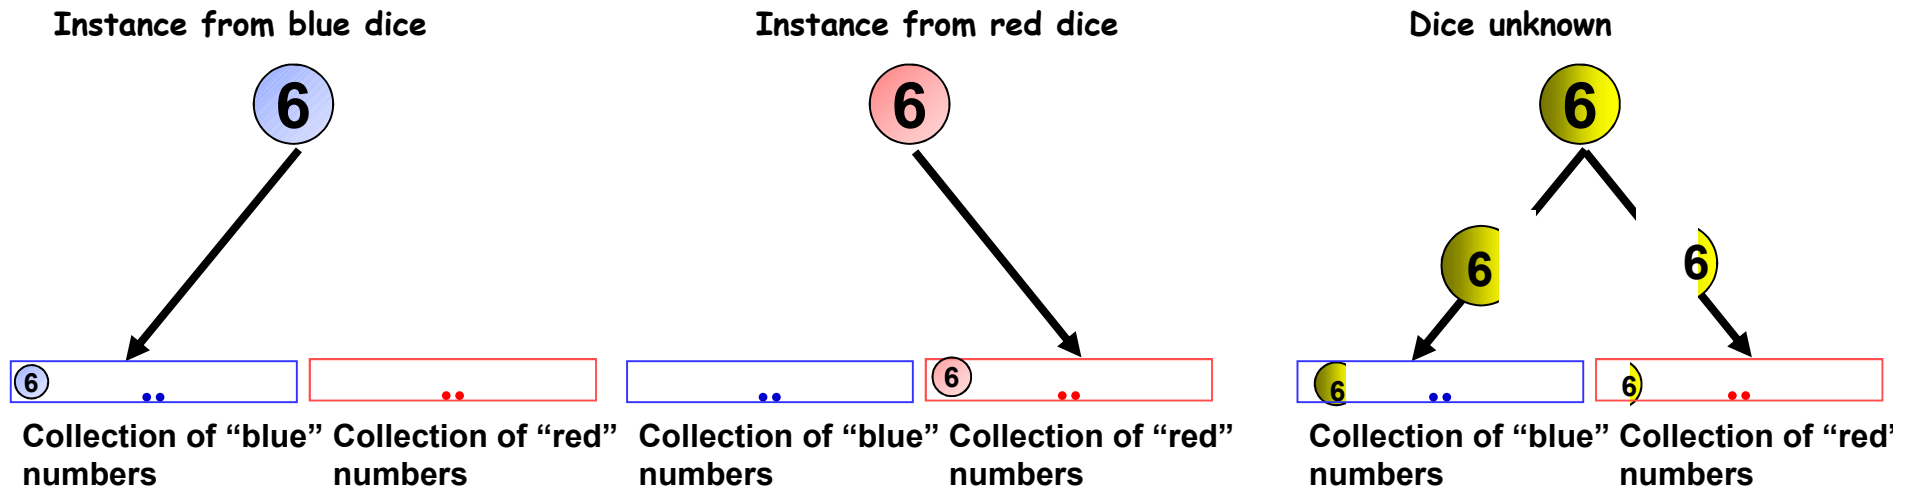 Instance from blue dice
6
6
Collection of “blue” numbers
Collection of “red” numbers
Instance from red dice
6
6
Collection of “blue” numbers
Collection of “red” numbers
Dice unknown
6
6
6
6
6
Collection of “blue” numbers
Collection of “red” numbers